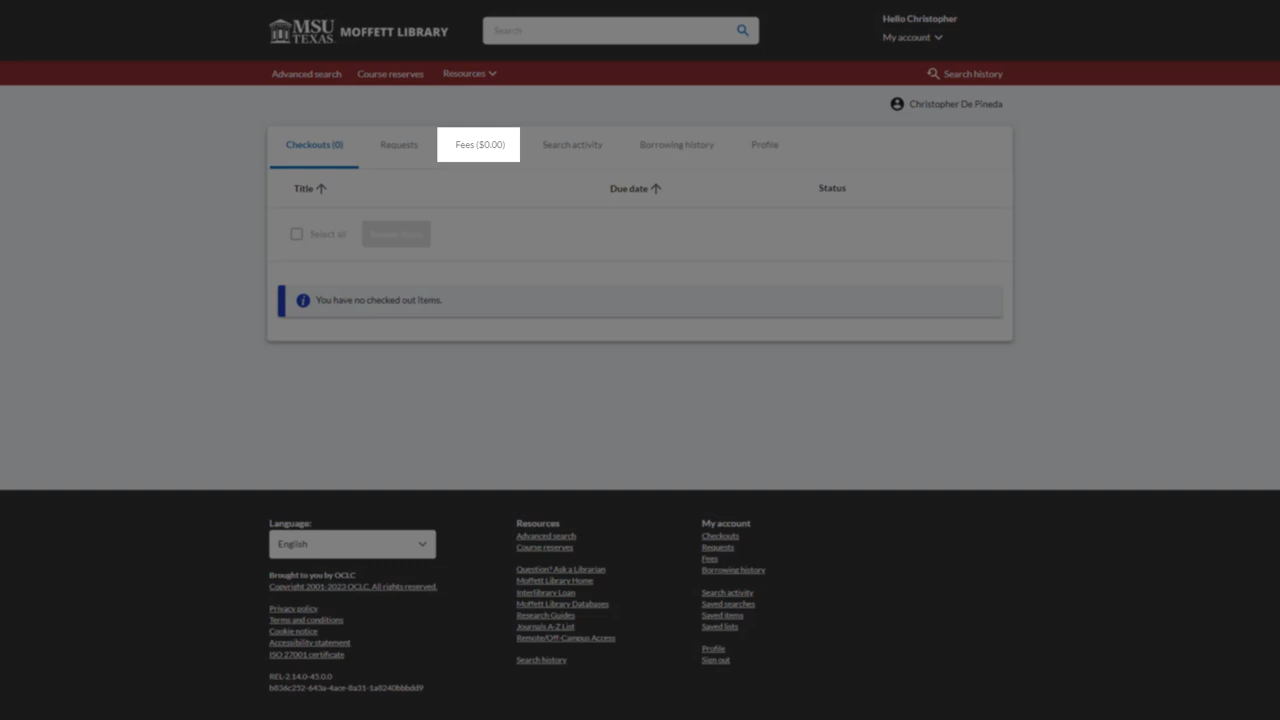 MSU TEXAS MOFFETT LIBRARY
Search
Hello Christopher
My account
Advanced search Course reserves Resources Search history
Christopher De Pineda
Checkouts (0) Requests Fees ($0.00) Search activity Borrowing history Profile
Title Due date Status
Select all
You have no checked out items.
Language:
English
Brought to you by OCLC
Copyright 2001-2023 OCLC. All rights reserved.
Privacy policy
Terms and conditions
Cookie notice
Accessibility statement
ISO 27001 certificate
REL-2.14.0-45.0.0
b836c252-643a-4ace-8a31-1a8240bbbdd9
Resources
Advanced search
Course reserves
Question? Ask a Librarian
Moffett Library Home
Interlibrary Loan
Moffett Library Databases
Research Guides
Journals A-Z List
Remote/Off-Campus Access
Search history
My account
Checkouts
Requests
Fees
Borrowing history
Search activity
Saved searches
Saved items
Saved lists
Profile
Sign out